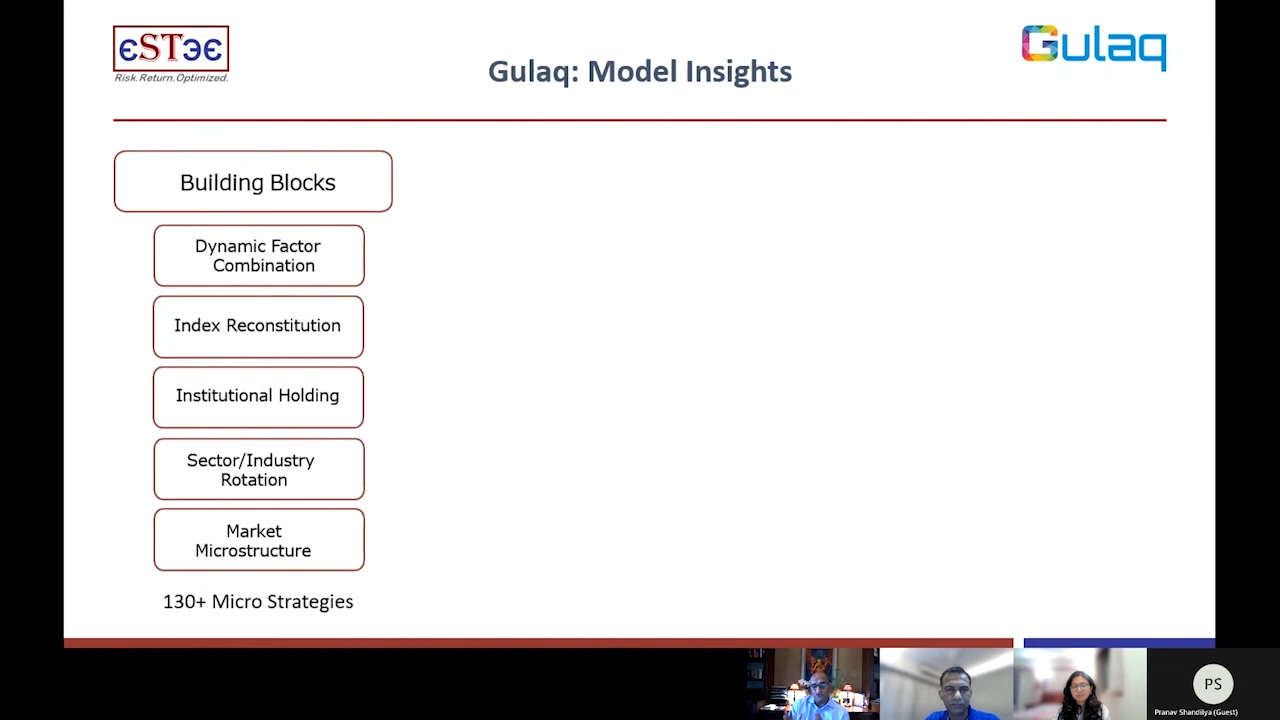 ESTEE
Risk.Return.Optimized.
Gulaq: Model Insights
Gulaq
Building Blocks
Dynamic Factor
Combination
Index Reconstitution
Institutional Holding
Sector/Industry
Rotation
Market
Microstructure
130+ Micro Strategies
PS
Pranav Shandilya (Guest)